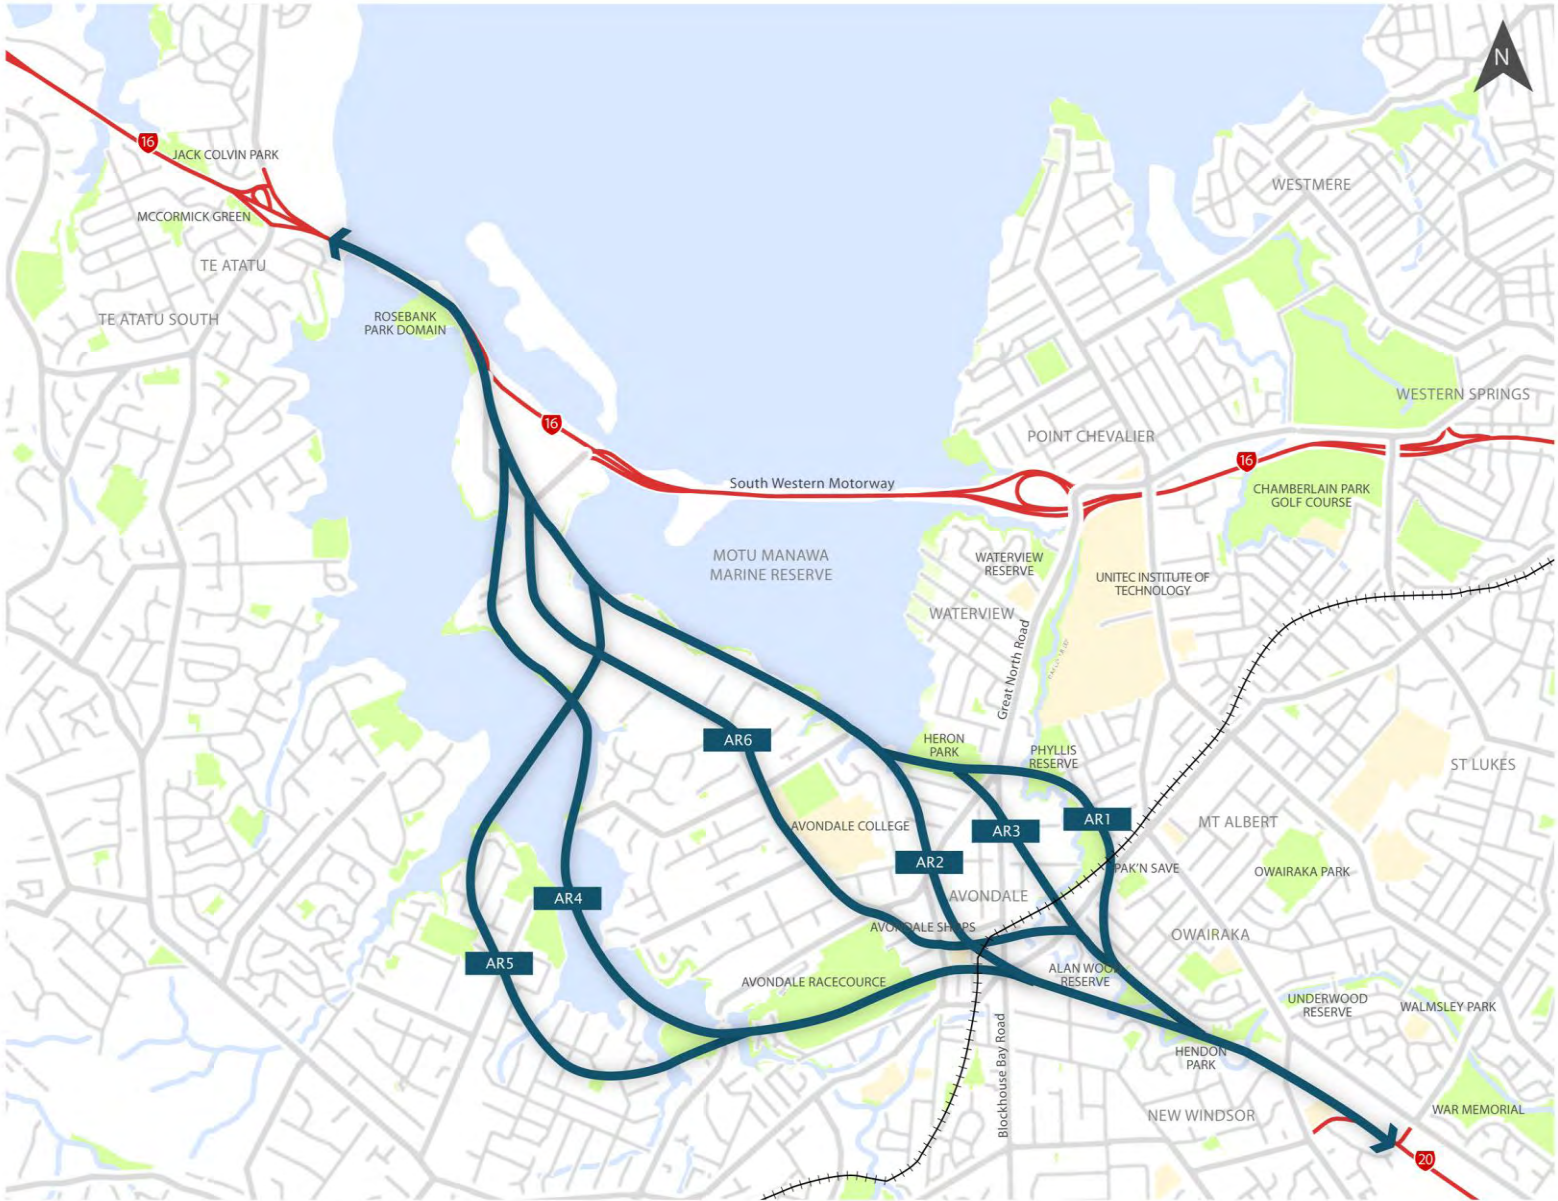 N
16
JACK COLVIN PARK
WESTMERE
MCCORMICK GREEN
TE ATATU
TE ATATU SOUTH
ROSEBANK
PARK DOMAIN
WESTERN SPRINGS
16
POINT CHEVALIER
16
South Western Motorway
CHAMBERLAIN PARK
GOLF COURSE
MOTU MANAWA
MARINE RESERVE
WATERVIEW
RESERVE
UNITEC INSTITUTE OF
TECHNOLOGY
WATERVIEW
Great North Road
AR6
HERON
PARK
PHYLLIS
RESERVE
ST LUKES
AVONDALE COLLEGE
AR3
AR1
MT ALBERT
AR2
PAK'N SAVE
OWAIRAKA PARK
AR4
AVONDALE
AVONDALE SHOPS
OWAIRAKA
AR5
AVONDALE RACECOURSE
ALAN WOOD
RESERVE
UNDERWOOD
RESERVE
WALMSLEY PARK
Blockhouse Bay Road
HENDON
PARK
NEW WINDSOR
WAR MEMORIAL
20